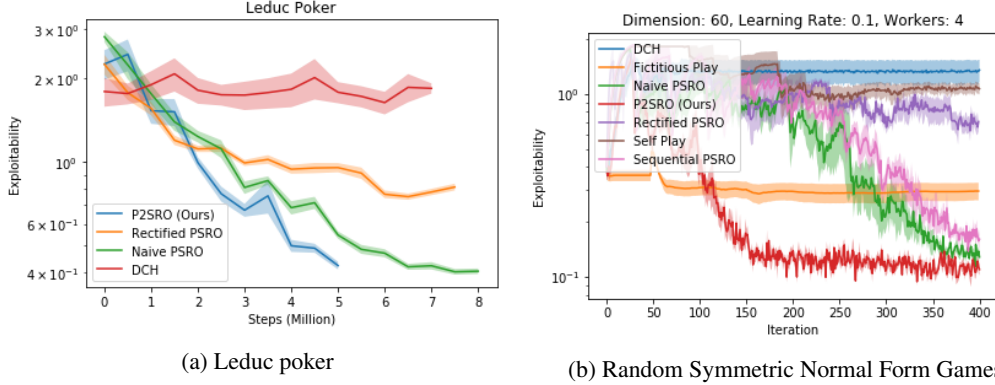 Leduc Poker
Exploitability
3 × 10⁰
2 × 10⁰
10⁰
6 × 10⁻¹
4 × 10⁻¹
P2SRO (Ours)
Rectified PSRO
Naive PSRO
DCH
0 1 2 3 4 5 6 7 8
Steps (Million)
(a) Leduc poker
Dimension: 60, Learning Rate: 0.1, Workers: 4
Exploitability
10⁰
10⁻¹
DCH
Fictitious Play
Naive PSRO
P2SRO (Ours)
Rectified PSRO
Self Play
Sequential PSRO
0 50 100 150 200 250 300 350 400
Iteration
(b) Random Symmetric Normal Form Games